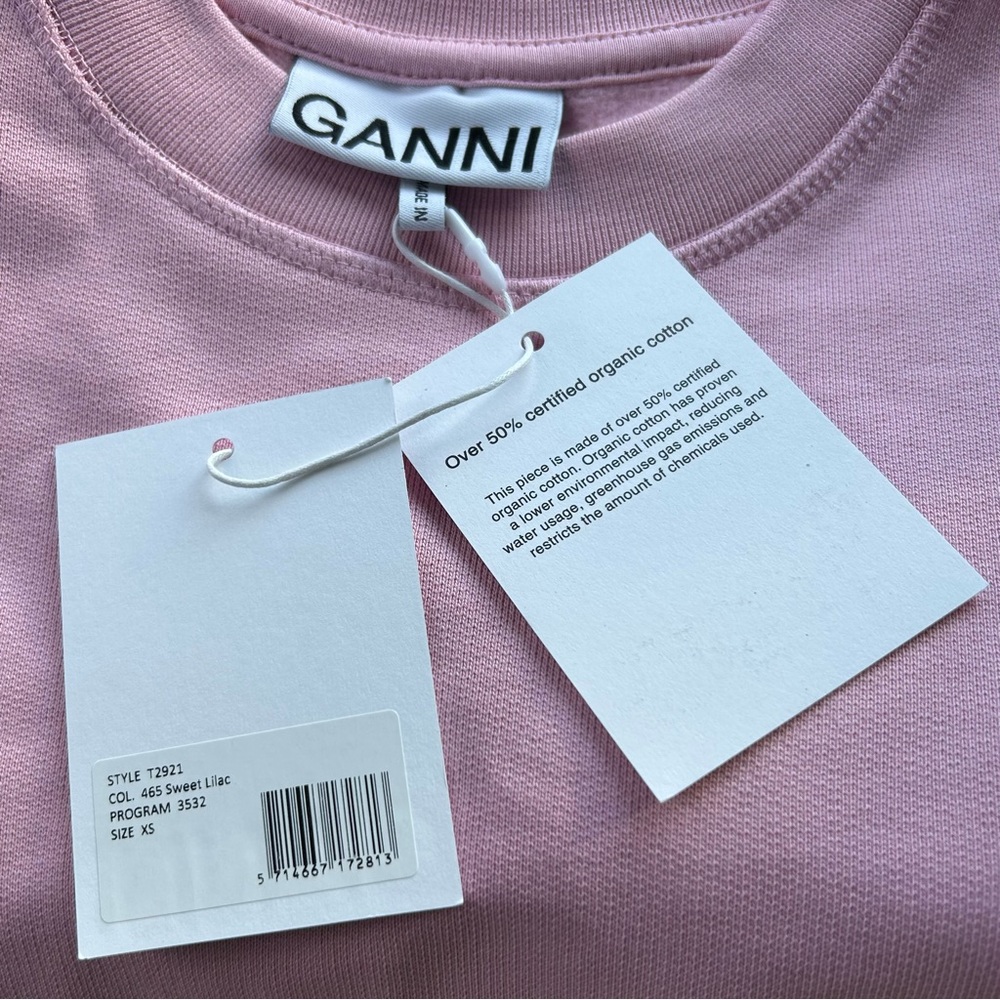 GANNI
MADE IN
Over 50% certified organic cotton
This piece is made of over 50% certified
organic cotton. Organic cotton has proven
a lower environmental impact, reducing
water usage, greenhouse gas emissions and
restricts the amount of chemicals used.
STYLE T2921
COL. 465 Sweet Lilac
PROGRAM 3532
SIZE XS
5 714667 172813